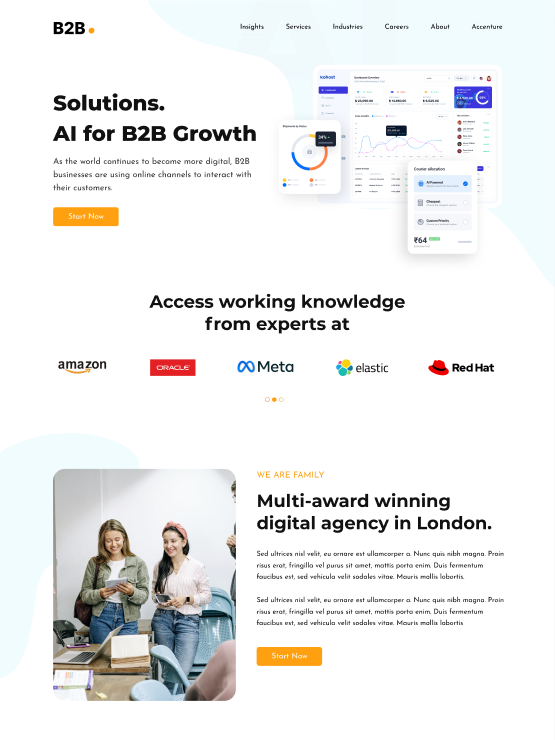 B2B
Insights Services Industries Careers About Accenture
Solutions.
AI for B2B Growth
As the world continues to become more digital, B2B
businesses are using online channels to interact with
their customers.
Start Now
kokost
Dashboard Overview
Courier allocation
AI Powered
Cheapest
Custom Priority
₹64
Access working knowledge
from experts at
amazon
ORACLE
Meta
elastic
Red Hat
WE ARE FAMILY
Multi-award winning
digital agency in London.
Sed ultrices nisl velit, eu ornare est ullamcorper a. Nunc quis nibh magna. Proin
risus erat, fringilla vel purus sit amet, mattis porta enim. Duis fermentum
faucibus est, sed vehicula velit sodales vitae. Mauris mollis lobortis.
Sed ultrices nisl velit, eu ornare est ullamcorper a. Nunc quis nibh magna. Proin
risus erat, fringilla vel purus sit amet, mattis porta enim. Duis fermentum
faucibus est, sed vehicula velit sodales vitae. Mauris mollis lobortis
Start Now